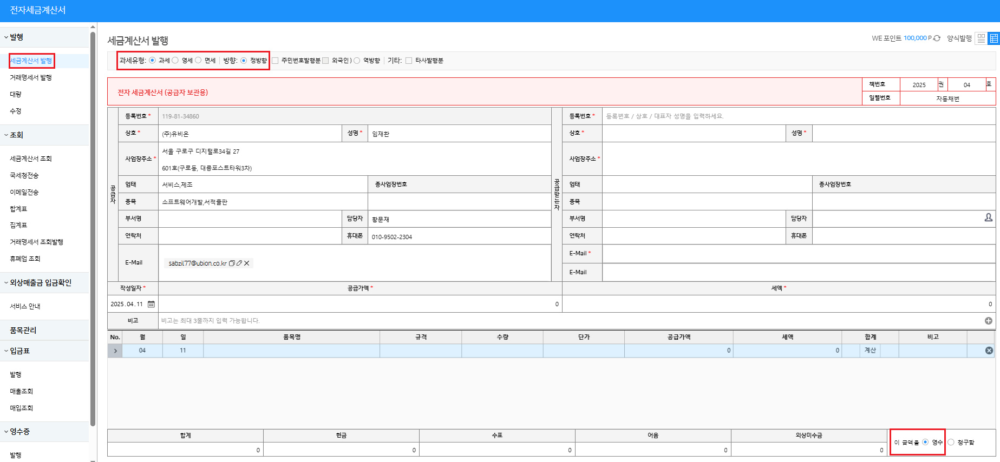 전자세금계산서
발행
세금계산서 발행
거래명세서 발행
대량
수정
조회
세금계산서 조회
국세청전송
이메일전송
합계표
집계표
거래명세서 조회발행
휴폐업 조회
외상매출금 입금확인
서비스 안내
품목관리
입금표
발행
매출조회
매입조회
영수증
발행
세금계산서 발행
WE 포인트 100,000 P 양식발행
과세유형: 과세 영세 면세 방향: 정방향 주민번호발행분 외국인 ) 역방향 기타: 타사발행분
전자 세금계산서 (공급자 보관용)
책번호 2025 권 04 호
일렬번호 자동채번
공급자
등록번호 * 119-81-34860
상호 * (주)유비온 성명 * 임재환
사업장주소 * 서울 구로구 디지털로34길 27
601호(구로동, 대륭포스트타워3차)
업태 서비스,제조 종사업장번호
종목 소프트웨어개발,서적출판
부서명 담당자 황문재
연락처 휴대폰 010-9502-2304
E-Mail sabzil77@ubion.co.kr
공급받는자
등록번호 * 등록번호 / 상호 / 대표자 성명을 입력하세요.
상호 * 성명 *
사업장주소 *
업태 종사업장번호
종목
부서명 담당자
연락처 휴대폰
E-Mail *
E-Mail
작성일자 * 공급가액 * 세액 *
2025.04.11 0 0
비고 비고는 최대 3줄까지 입력 가능합니다.
No. 월 일 품목명 규격 수량 단가 공급가액 세액 합계 비고
04 11 0 0 계산
합계 현금 수표 어음 외상미수금
0 0 0 0 0
이 금액을 영수 청구함